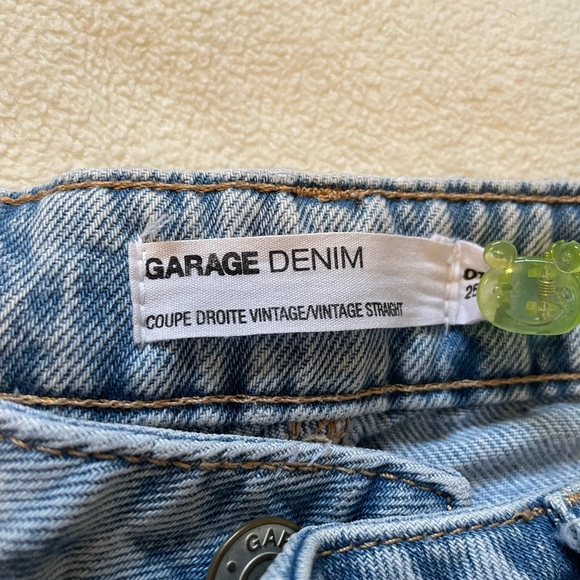 GARAGE DENIM
COUPE DROITE VINTAGE/VINTAGE STRAIGHT